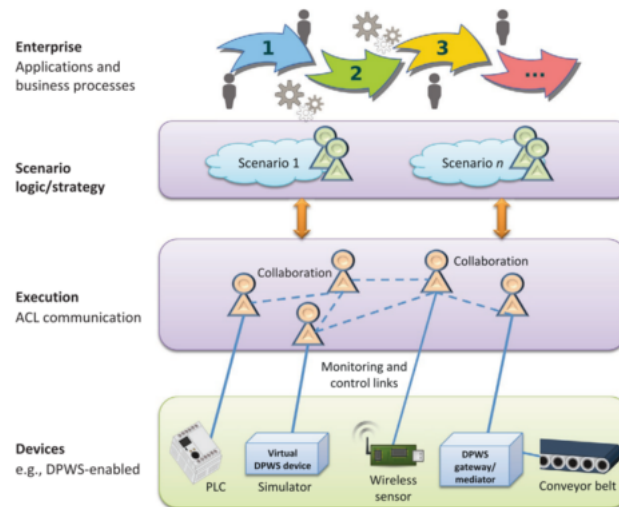 Enterprise
Applications and
business processes
1
2
3
...
Scenario
logic/strategy
Scenario 1
Scenario n
Execution
ACL communication
Collaboration
Collaboration
Monitoring and
control links
Devices
e.g., DPWS-enabled
PLC
Virtual
DPWS device
Simulator
Wireless
sensor
DPWS
gateway/
mediator
Conveyor belt